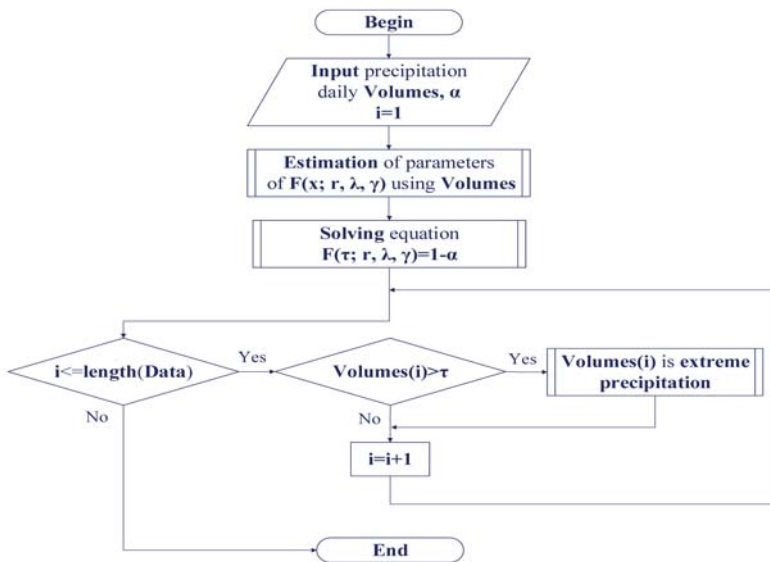 Begin
Input precipitation
daily Volumes, α
i=1
Estimation of parameters
of F(x; r, λ, γ) using Volumes
Solving equation
F(τ; r, λ, γ)=1-α
i<=length(Data)
Yes
Volumes(i)>τ
Yes
Volumes(i) is extreme
precipitation
No
No
i=i+1
End